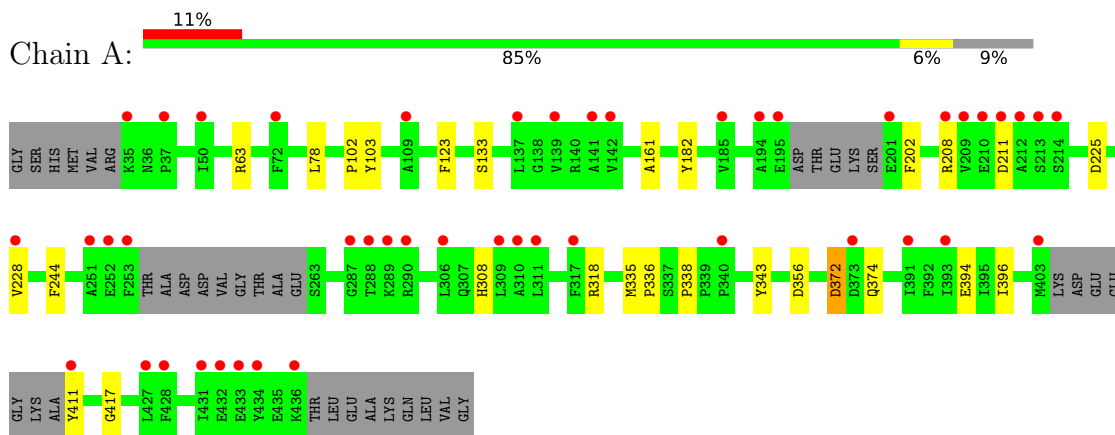 11%
Chain A:
85% 6% 9%
GLY SER HIS MET VAL ARG K35 N36 P37 I50 R63 F72 L78 P102 Y103 A109 F123 S133 L137 G138 V139 R140 A141 V142 A161 Y182 V185 A194 E195 ASP THR GLU LYS SER E201 F202 R208 V209 E210 D211 A212 S213 S214 D225
V228 F244 A251 E252 F253 THR ALA ASP ASP VAL GLY THR ALA GLU S263 G287 T288 K289 R290 L306 Q307 H308 L309 A310 L311 F317 R318 M335 P336 S337 P338 P339 P340 Y343 D356 D372 D373 Q374 I391 F392 I393 E394 I395 I396 M403 LYS ASP GLU GLU
GLY LYS ALA Y411 G417 L427 F428 I431 E432 E433 Y434 E435 K436 THR LEU GLU ALA LYS GLN LEU VAL GLY